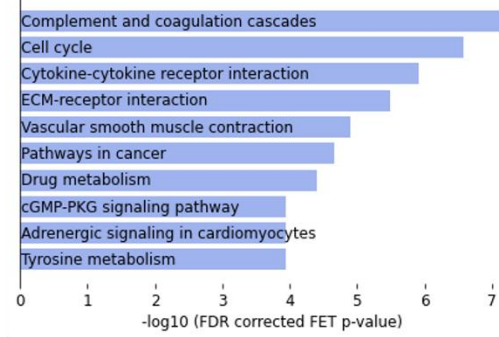 Complement and coagulation cascades
Cell cycle
Cytokine-cytokine receptor interaction
ECM-receptor interaction
Vascular smooth muscle contraction
Pathways in cancer
Drug metabolism
cGMP-PKG signaling pathway
Adrenergic signaling in cardiomyocytes
Tyrosine metabolism
0 1 2 3 4 5 6 7
-log10 (FDR corrected FET p-value)